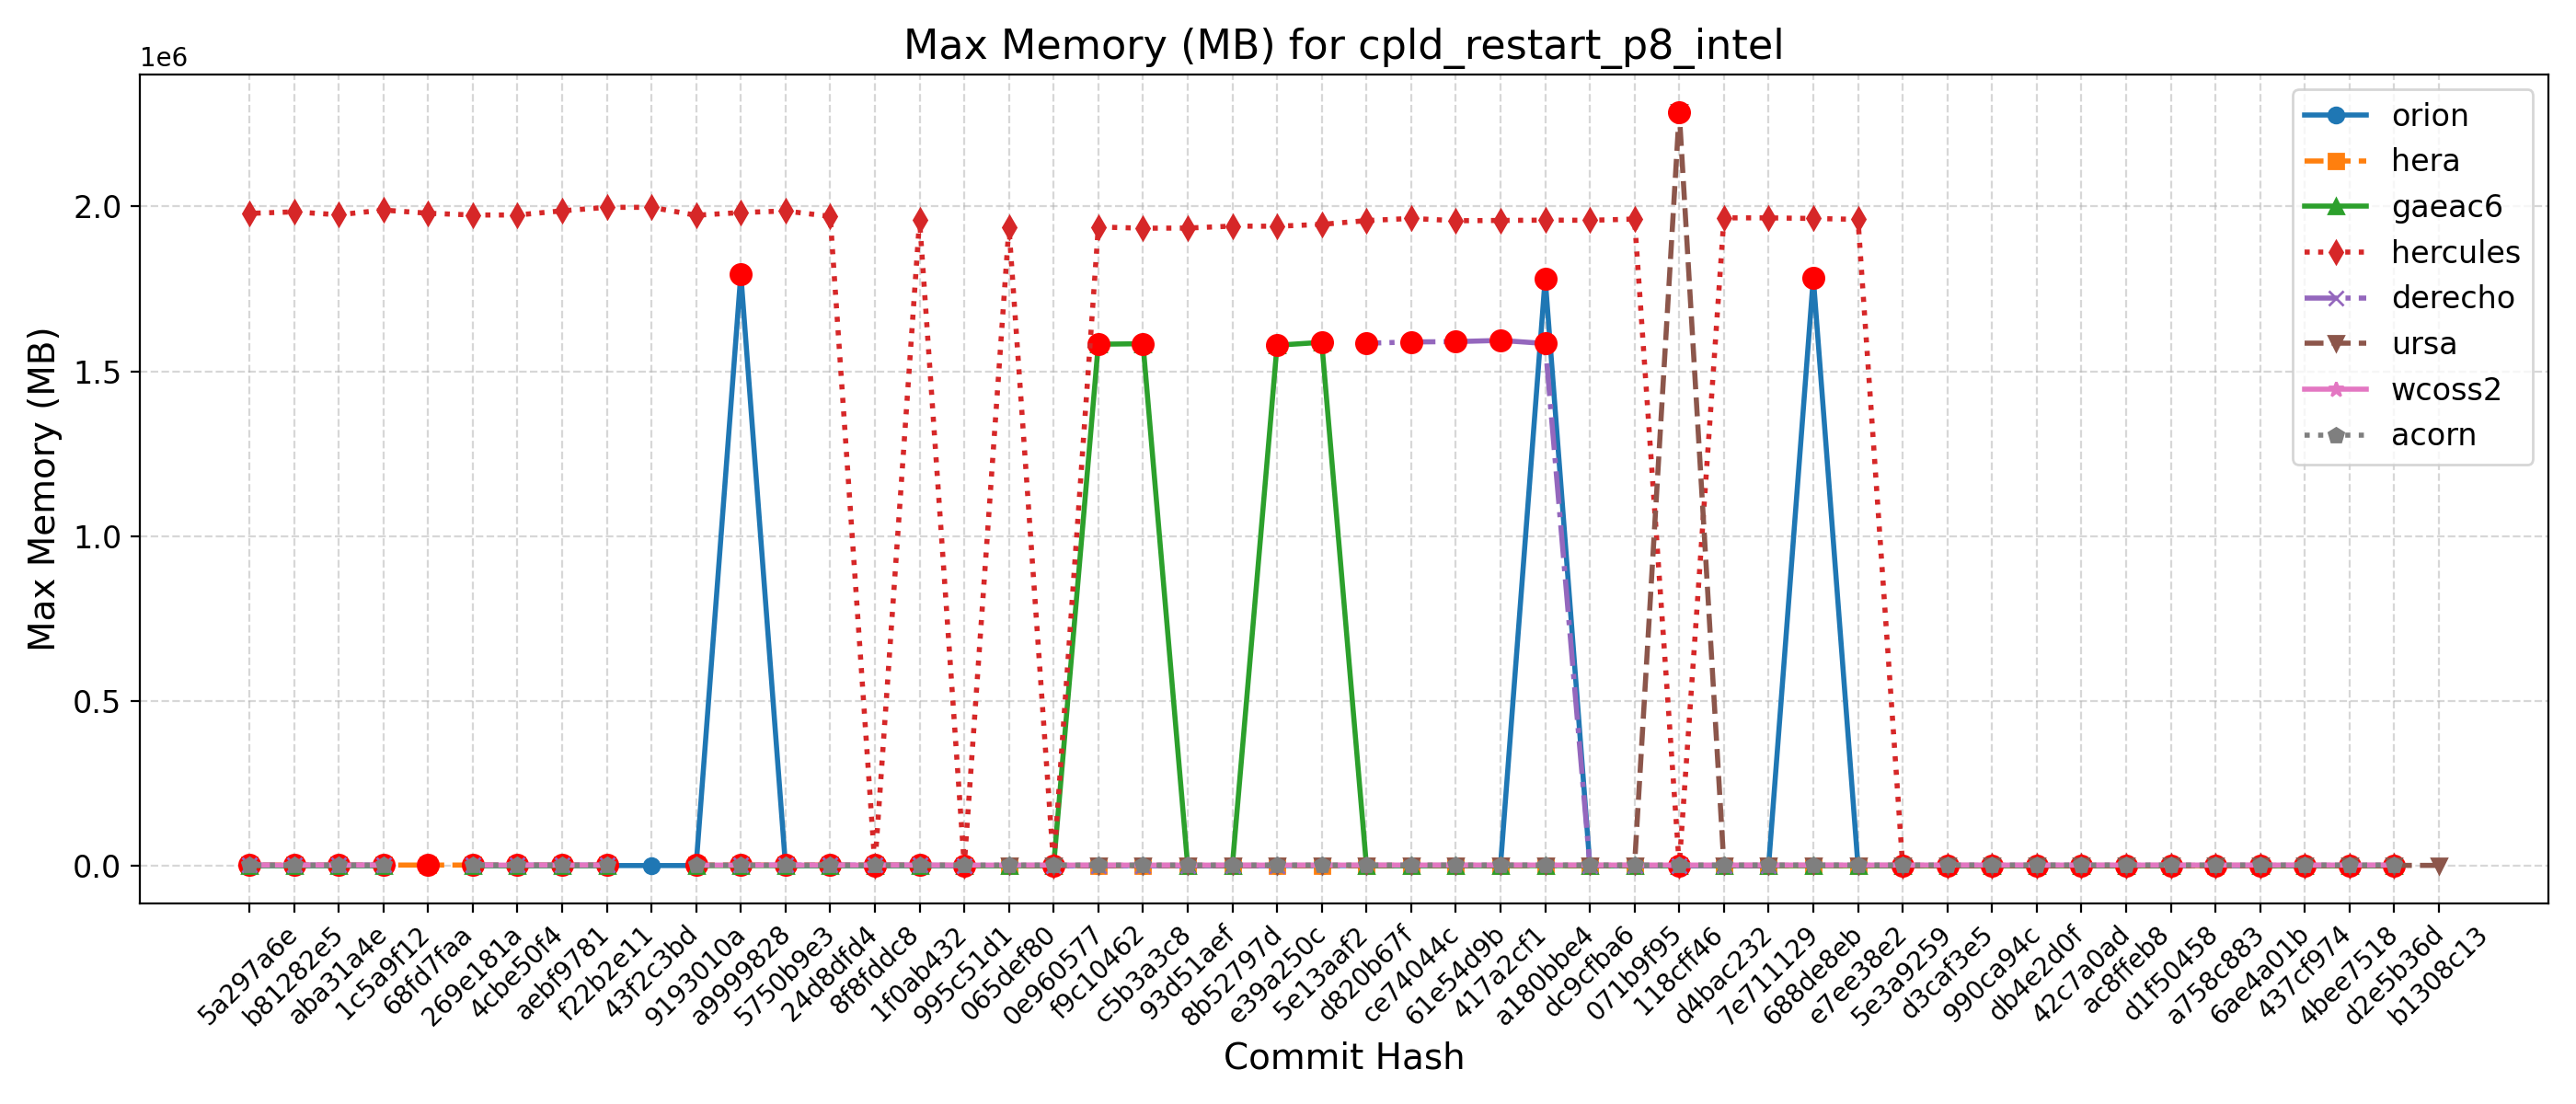 Max Memory (MB) for cpld_restart_p8_intel
1e6
2.0
1.5
1.0
0.5
0.0
Max Memory (MB)
orion
hera
gaeac6
hercules
derecho
ursa
wcoss2
acorn
5a297a6e
b81282e5
aba31a4e
1c5a9f12
68fd7faa
269e181a
4cbe50f4
aebf9781
f22b2e11
43f2c3bd
9193010a
a9999828
5750b9e3
24d8dfd4
8f8fddc8
1f0ab432
995c51d1
065def80
0e960577
f9c10462
c5b3a3c8
93d51aef
8b52797d
e39a250c
5e13aaf2
d820b67f
ce74044c
61e54d9b
417a2cf1
a180bbe4
dc9cfba6
071b9f95
118cff46
d4bac232
7e711129
688de8eb
e7ee38e2
5e3a9259
d3caf3e5
990ca94c
db4e2d0f
42c7a0ad
ac8ffeb8
d1f50458
a758c883
6ae4a01b
437cf974
4bee7518
d2e5b36d
b1308c13
Commit Hash